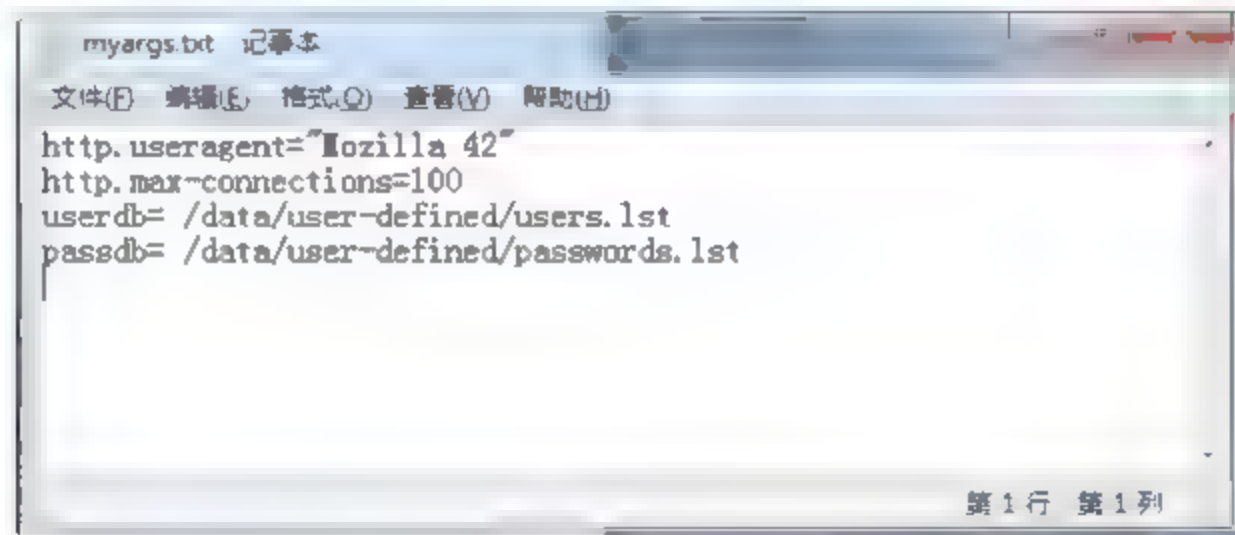 myargs.txt 记事本
文件(F) 编辑(E) 格式(O) 查看(V) 帮助(H)
http.useragent="Mozilla 42"
http.max-connections=100
userdb= /data/user-defined/users.lst
passdb= /data/user-defined/passwords.lst
第 1 行 第 1 列